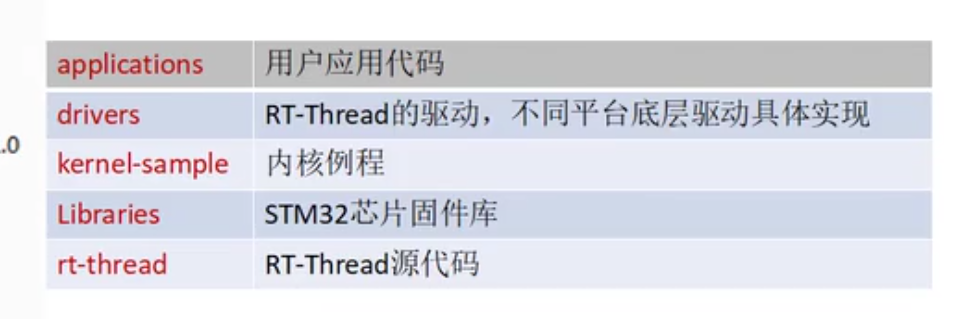 applications 用户应用代码
drivers RT-Thread的驱动，不同平台底层驱动具体实现
.0
kernel-sample 内核例程
Libraries STM32芯片固件库
rt-thread RT-Thread源代码